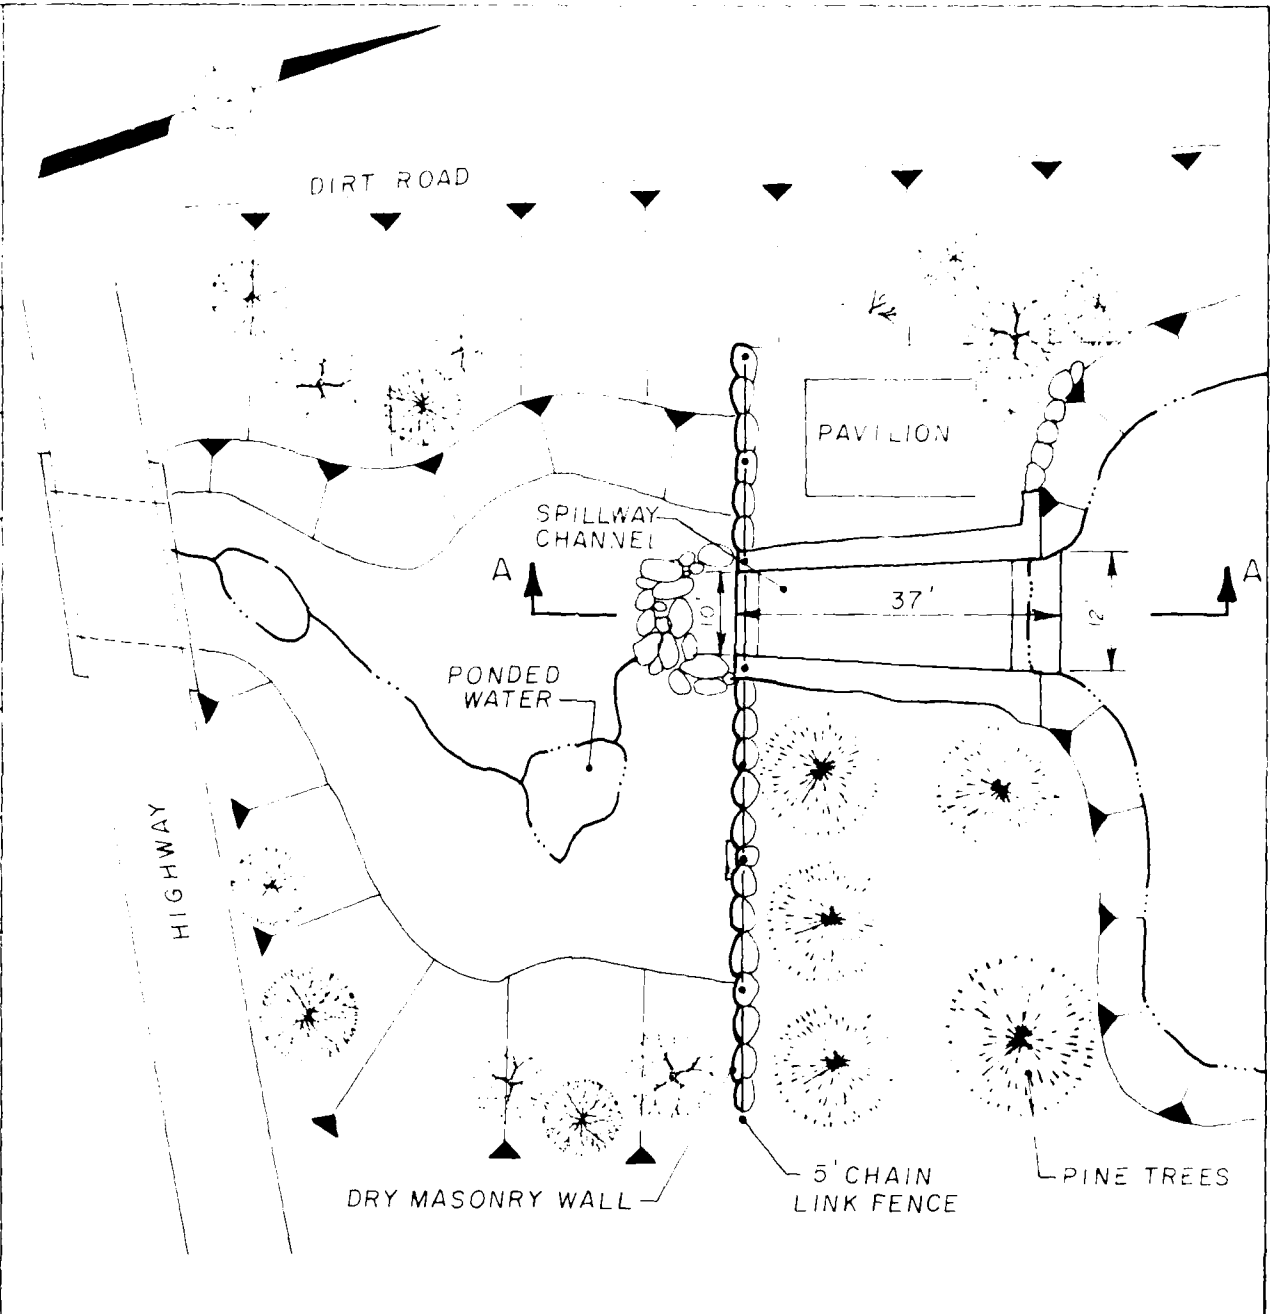 DIRT ROAD
PAVILION
SPILLWAY
CHANNEL
A
A
10'
37'
12'
PONDED
WATER
HIGHWAY
5' CHAIN
LINK FENCE
PINE TREES
DRY MASONRY WALL